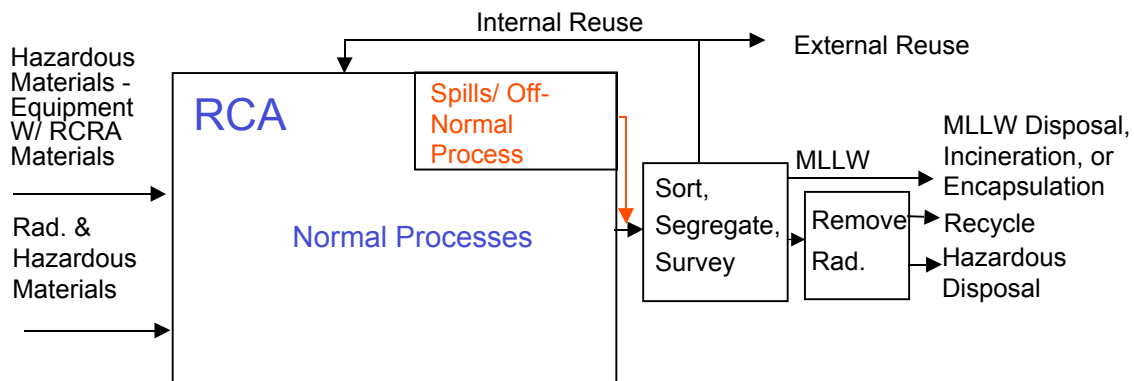 Internal Reuse
External Reuse
Hazardous
Materials -
Equipment
W/ RCRA
Materials
RCA
Spills/ Off-
Normal
Process
MLLW Disposal,
Incineration, or
Encapsulation
MLLW
Sort,
Segregate,
Survey
Remove
Rad.
Recycle
Hazardous
Disposal
Rad. &
Hazardous
Materials
Normal Processes